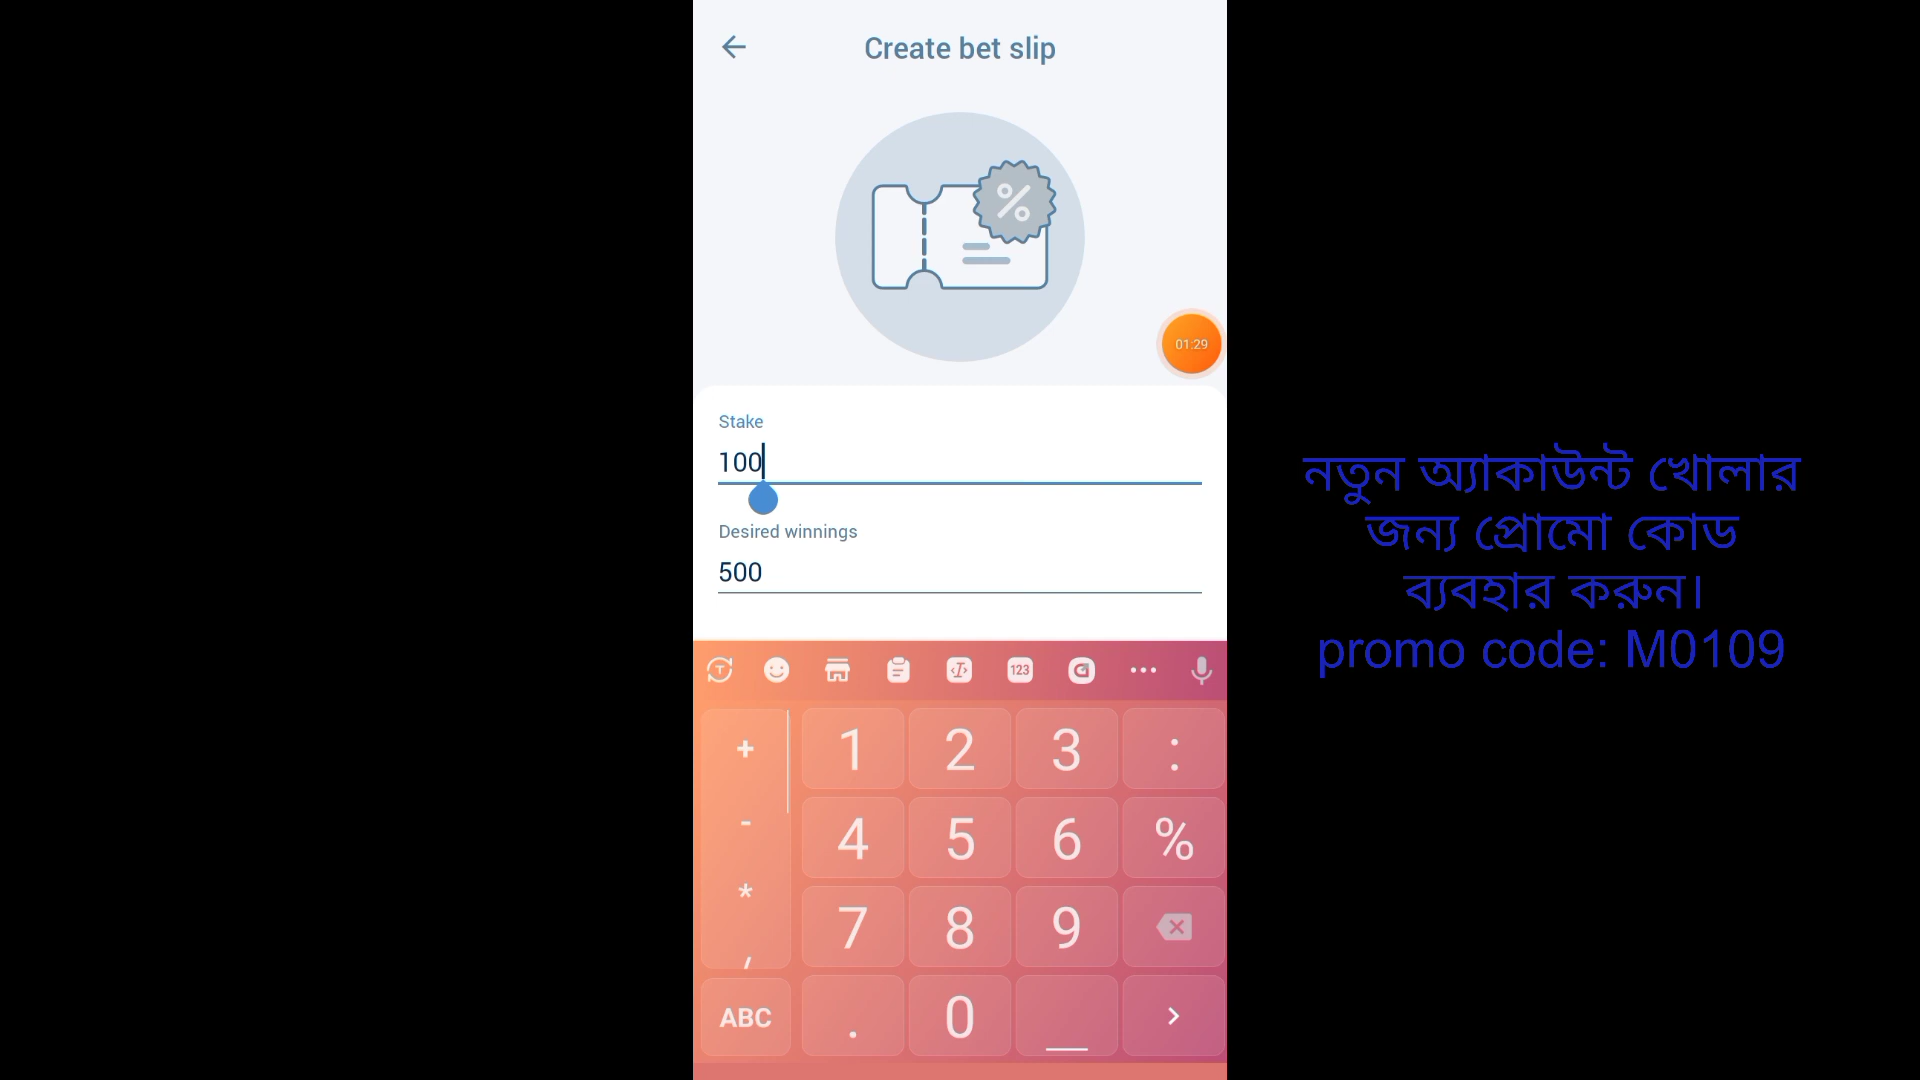 Create bet slip
01:29
Stake
100
Desired winnings
500
নতুন অ্যাকাউন্ট খোলার
জন্য প্রোমো কোড
ব্যবহার করুন।
promo code: M0109
T
123
+ 1 2 3 :
- 4 5 6 %
* 7 8 9
/
ABC . 0 >